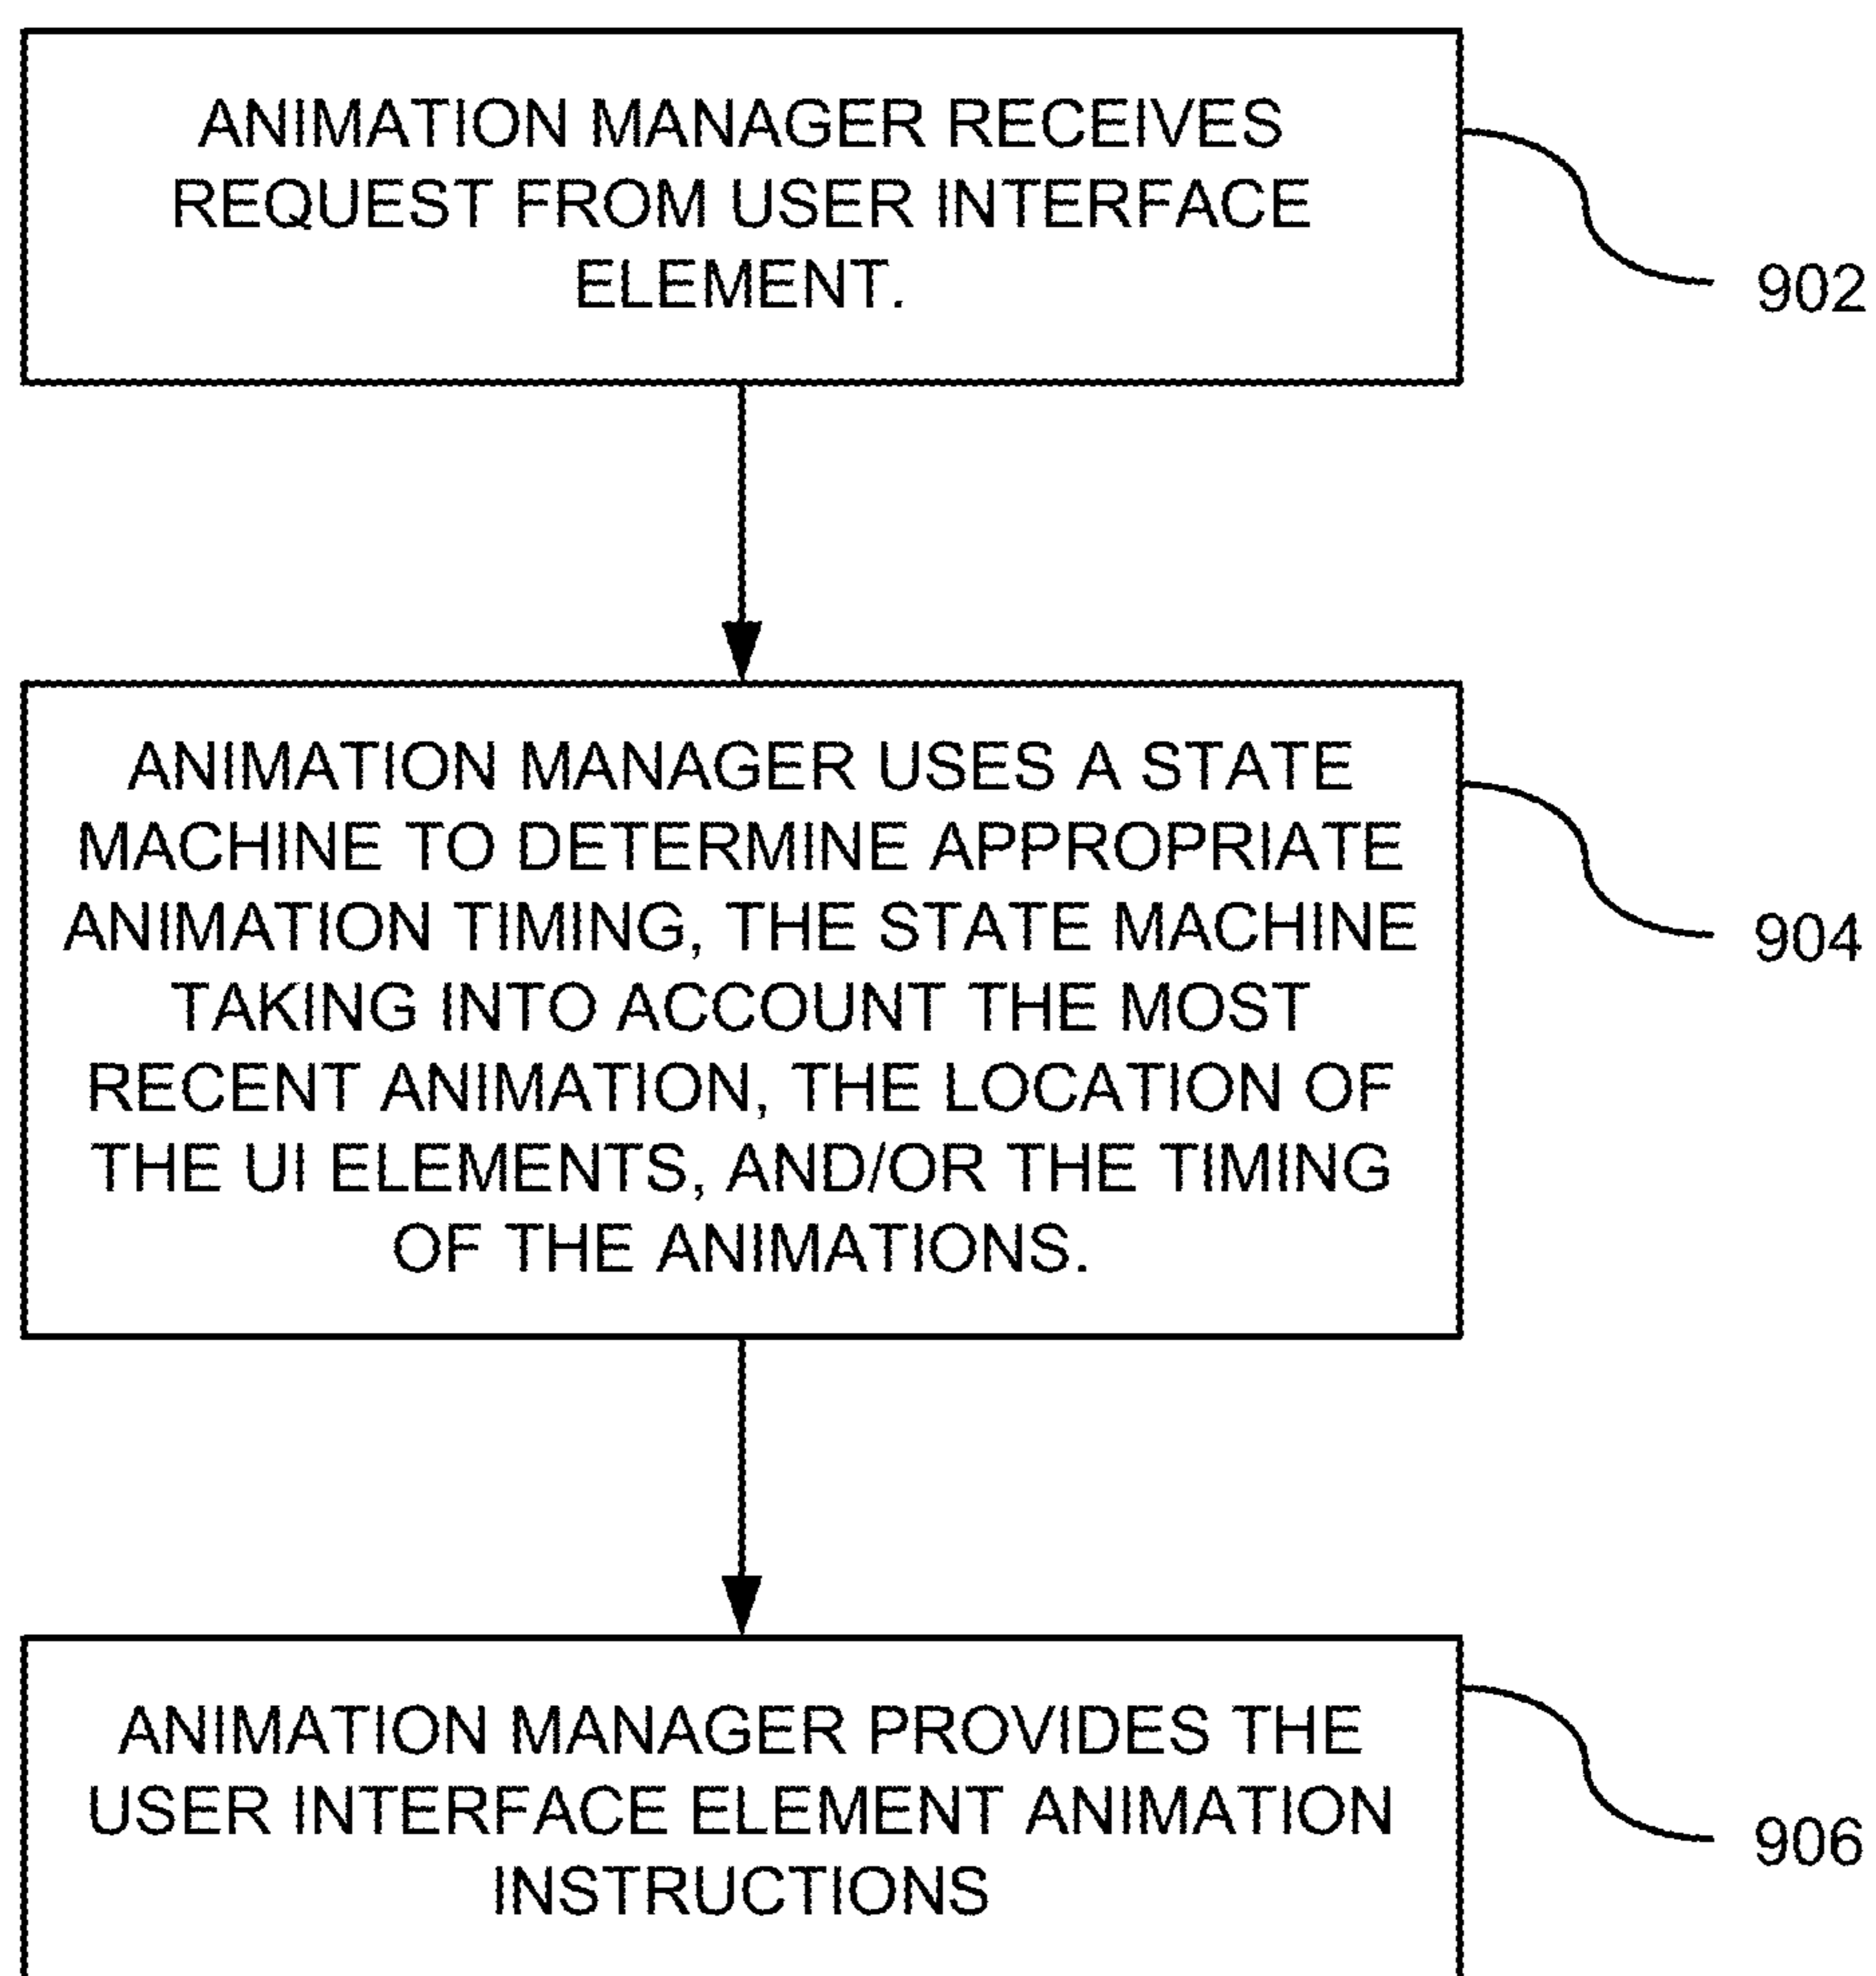 ANIMATION MANAGER RECEIVES
REQUEST FROM USER INTERFACE
ELEMENT.
902
ANIMATION MANAGER USES A STATE
MACHINE TO DETERMINE APPROPRIATE
ANIMATION TIMING, THE STATE MACHINE
TAKING INTO ACCOUNT THE MOST
RECENT ANIMATION, THE LOCATION OF
THE UI ELEMENTS, AND/OR THE TIMING
OF THE ANIMATIONS.
904
ANIMATION MANAGER PROVIDES THE
USER INTERFACE ELEMENT ANIMATION
INSTRUCTIONS
906